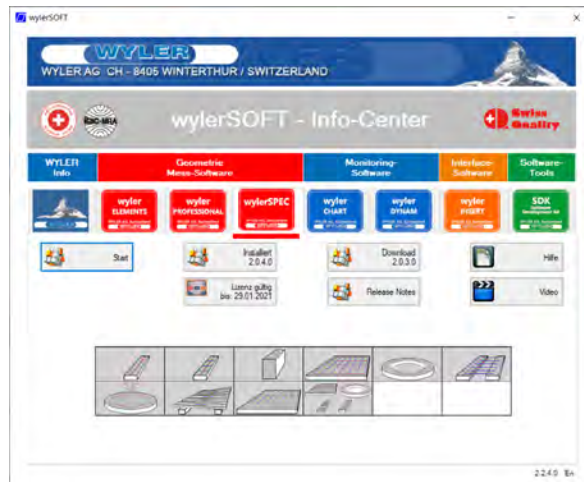 wylerSOFT
WYLER
WYLER AG CH - 8405 WINTERTHUR / SWITZERLAND
wylerSOFT - Info-Center
Swiss
Quality
WYLER
Info
Geometrie
Mess-Software
Monitoring-
Software
Interface-
Software
Software-
Tools
wyler
ELEMENTS
wyler
PROFESSIONAL
wylerSPEC
wyler
CHART
wyler
DYNAM
wyler
INSERT
SDK
Start
Installiert
2.0.4.0
Download
2.0.3.0
Hilfe
Lizenz gültig
bis: 29.01.2021
Release Notes
Video
2.2.4.0